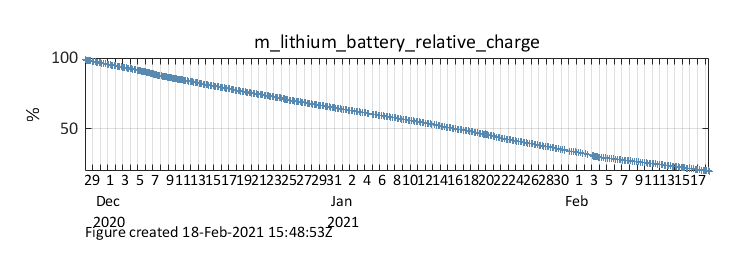 m_lithium_battery_relative_charge
100
50
%
29 1 3 5 7 9 11 13 15 17 19 21 23 25 27 29 31 2 4 6 8 10 12 14 16 18 20 22 24 26 28 30 1 3 5 7 9 11 13 15 17
Dec Jan Feb
2020 2021
Figure created 18-Feb-2021 15:48:53Z